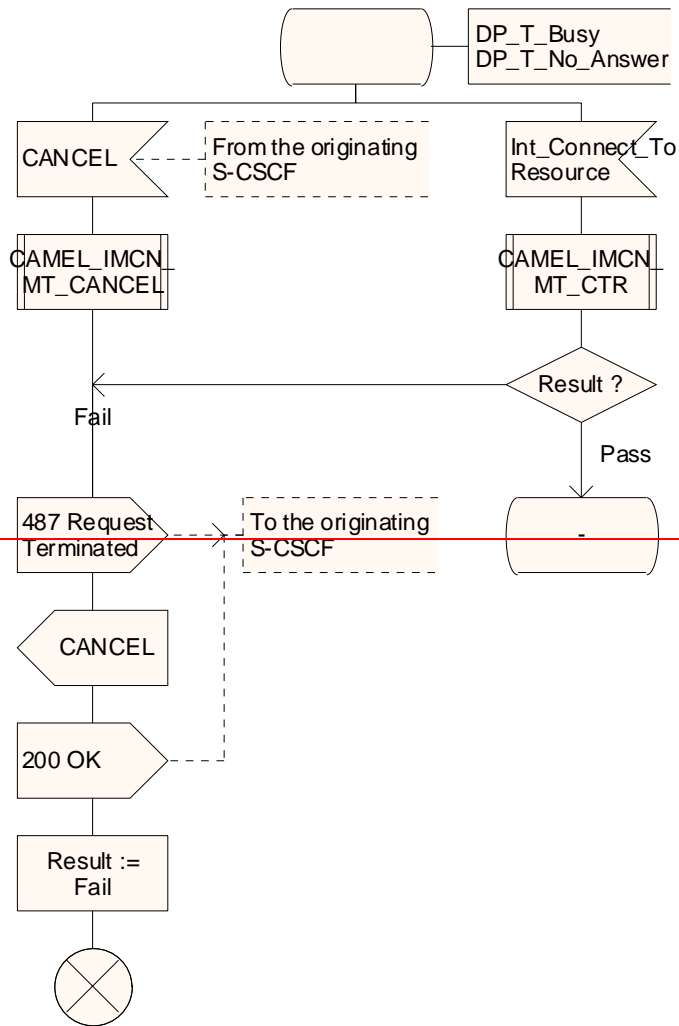 DP_T_Busy
DP_T_No_Answer
CANCEL
From the originating
S-CSCF
Int_Connect_To
Resource
CAMEL_IMCN_
MT_CANCEL
CAMEL_IMCN_
MT_CTR
Result ?
Fail
Pass
487 Request
Terminated
To the originating
S-CSCF
-
CANCEL
200 OK
Result :=
Fail